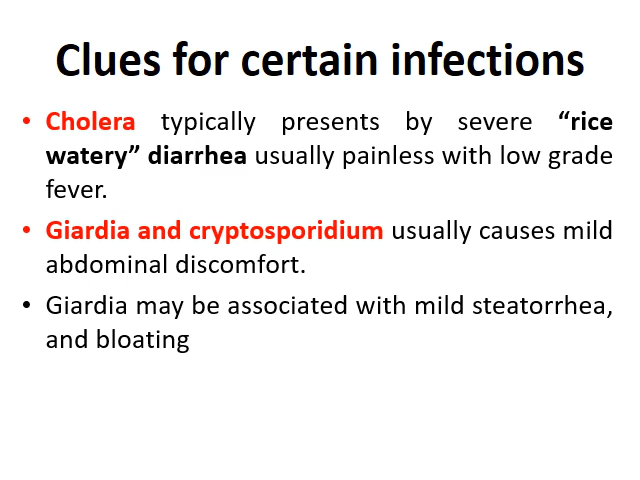 Clues for certain infections
• Cholera typically presents by severe “rice
watery” diarrhea usually painless with low grade
fever.
• Giardia and cryptosporidium usually causes mild
abdominal discomfort.
• Giardia may be associated with mild steatorrhea,
and bloating